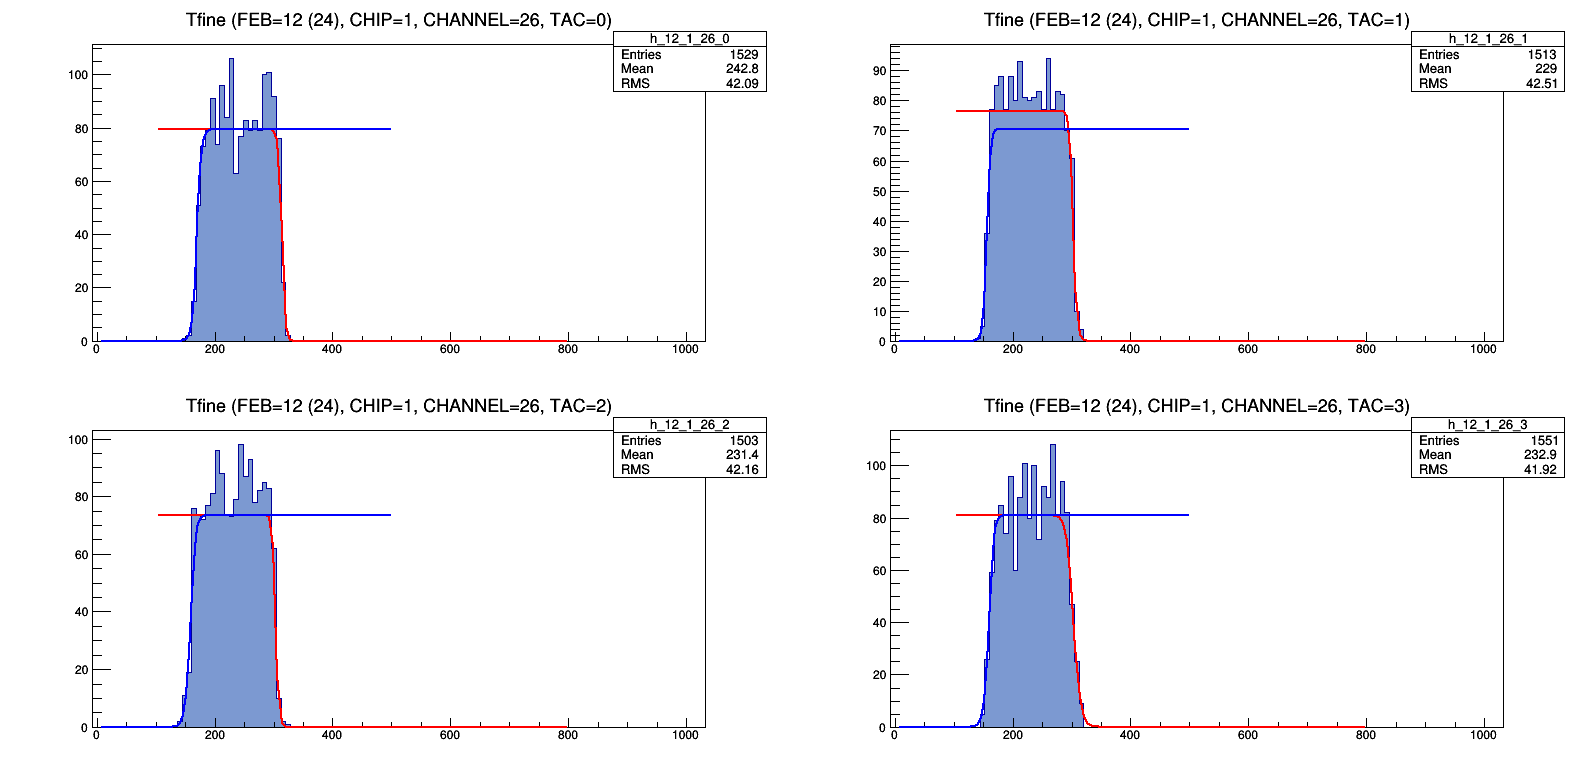 Tfine (FEB=12 (24), CHIP=1, CHANNEL=26, TAC=0)
h_12_1_26_0
Entries 1529
Mean 242.8
RMS 42.09
100
80
60
40
20
0
0 200 400 600 800 1000
Tfine (FEB=12 (24), CHIP=1, CHANNEL=26, TAC=1)
h_12_1_26_1
Entries 1513
Mean 229
RMS 42.51
90
80
70
60
50
40
30
20
10
0
0 200 400 600 800 1000
Tfine (FEB=12 (24), CHIP=1, CHANNEL=26, TAC=2)
h_12_1_26_2
Entries 1503
Mean 231.4
RMS 42.16
100
80
60
40
20
0
0 200 400 600 800 1000
Tfine (FEB=12 (24), CHIP=1, CHANNEL=26, TAC=3)
h_12_1_26_3
Entries 1551
Mean 232.9
RMS 41.92
100
80
60
40
20
0
0 200 400 600 800 1000